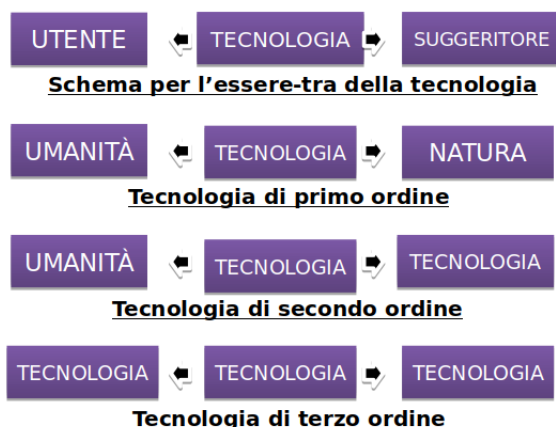 UTENTE TECNOLOGIA SUGGERITORE
Schema per l'essere-tra della tecnologia
UMANITÀ TECNOLOGIA NATURA
Tecnologia di primo ordine
UMANITÀ TECNOLOGIA TECNOLOGIA
Tecnologia di secondo ordine
TECNOLOGIA TECNOLOGIA TECNOLOGIA
Tecnologia di terzo ordine